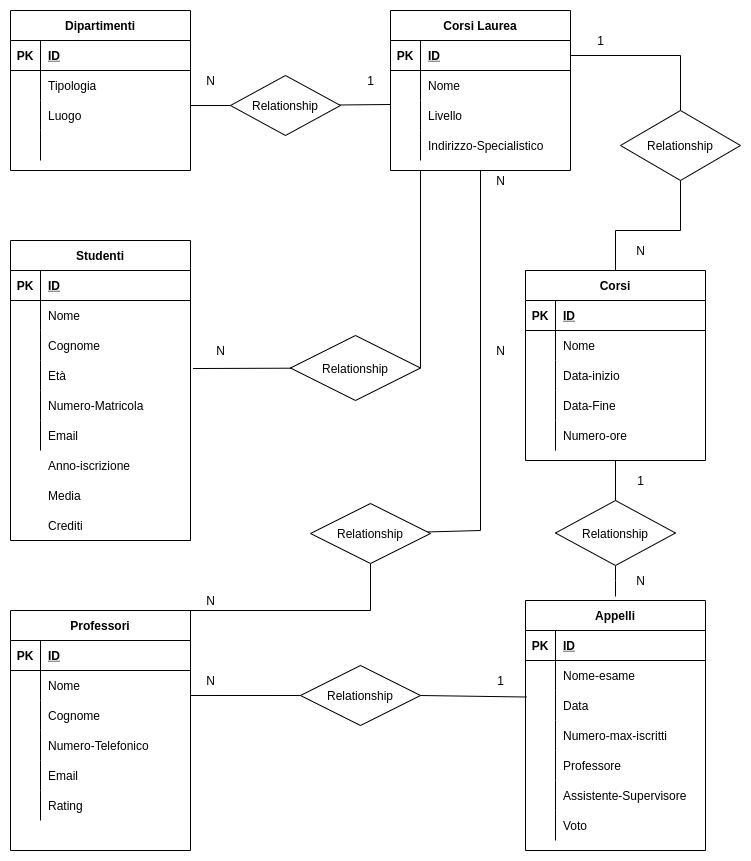 Dipartimenti
PK ID
Tipologia
Luogo
N
Relationship
1
Corsi Laurea
PK ID
Nome
Livello
Indirizzo-Specialistico
1
Relationship
N
N
Studenti
PK ID
Nome
Cognome
Età
Numero-Matricola
Email
Anno-iscrizione
Media
Crediti
N
Relationship
N
Corsi
PK ID
Nome
Data-inizio
Data-Fine
Numero-ore
1
Relationship
N
Relationship
N
Professori
PK ID
Nome
Cognome
Numero-Telefonico
Email
Rating
N
Relationship
1
Appelli
PK ID
Nome-esame
Data
Numero-max-iscritti
Professore
Assistente-Supervisore
Voto